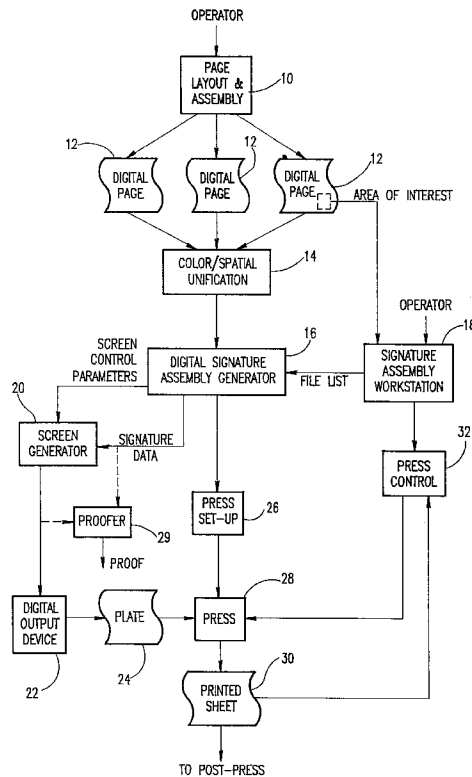 OPERATOR
PAGE
LAYOUT &
ASSEMBLY
10
12
12
12
DIGITAL
PAGE
DIGITAL
PAGE
DIGITAL
PAGE
AREA OF INTEREST
COLOR/SPATIAL
UNIFICATION
14
OPERATOR
16
18
SCREEN
CONTROL
PARAMETERS
DIGITAL SIGNATURE
ASSEMBLY GENERATOR
FILE LIST
SIGNATURE
ASSEMBLY
WORKSTATION
20
SCREEN
GENERATOR
SIGNATURE
DATA
32
PRESS
CONTROL
PROOFER
29
PROOF
PRESS
SET-UP
26
28
DIGITAL
OUTPUT
DEVICE
22
PLATE
24
PRESS
30
PRINTED
SHEET
TO POST-PRESS